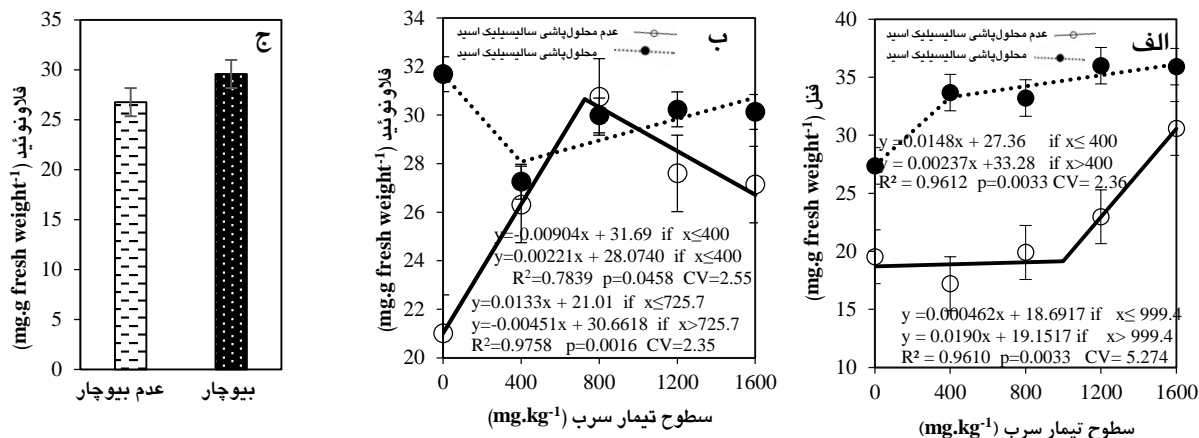 الف
عدم محلول‌پاشی سالیسیلیک اسید
محلول‌پاشی سالیسیلیک اسید
فنل (mg.g fresh weight-1)
40
35
30
25
20
15
10
y =0.0148x + 27.36 if x≤ 400
y = 0.00237x +33.28 if x>400
R² = 0.9612 p=0.0033 CV= 2.36
y =0.000462x + 18.6917 if x≤ 999.4
y = 0.0190x + 19.1517 if x> 999.4
R² = 0.9610 p=0.0033 CV= 5.274
0 400 800 1200 1600
سطوح تیمار سرب (mg.kg-1)
ب
عدم محلول‌پاشی سالیسیلیک اسید
محلول‌پاشی سالیسیلیک اسید
فلاونوئید (mg.g fresh weight-1)
34
32
30
28
26
24
22
20
y=-0.00904x + 31.69 if x≤400
y=0.00221x + 28.0740 if x≤400
R2=0.7839 p=0.0458 CV=2.55
y=0.0133x + 21.01 if x≤725.7
y=-0.00451x + 30.6618 if x>725.7
R2=0.9758 p=0.0016 CV=2.35
0 400 800 1200 1600
سطوح تیمار سرب (mg.kg-1)
ج
فلاونوئید (mg.g fresh weight-1)
35
30
25
20
15
10
5
0
عدم بیوچار بیوچار